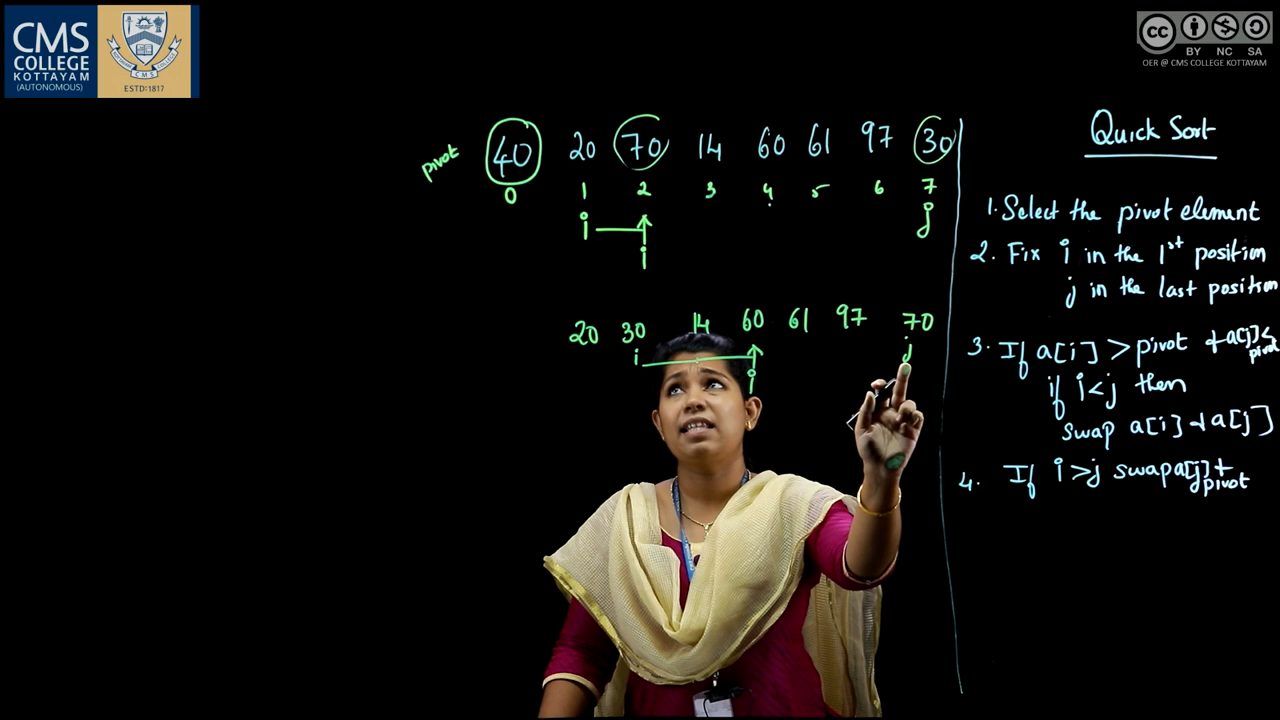 CMS
COLLEGE
KOTTAYAM
(AUTONOMOUS)
CMS
ESTD:1817
CC
BY NC SA
OER @ CMS COLLEGE KOTTAYAM
pivot 40 20 70 14 60 61 97 30
0 1 2 3 4 5 6 7
i j
i
20 30 14 60 61 97 70
i j
i
Quick Sort
1. Select the pivot element
2. Fix i in the 1st position
j in the last position
3. If a[i] > pivot & a[j]<
pivot
if i<j then
swap a[i] & a[j]
4. If i>j swap a[j] &
pivot